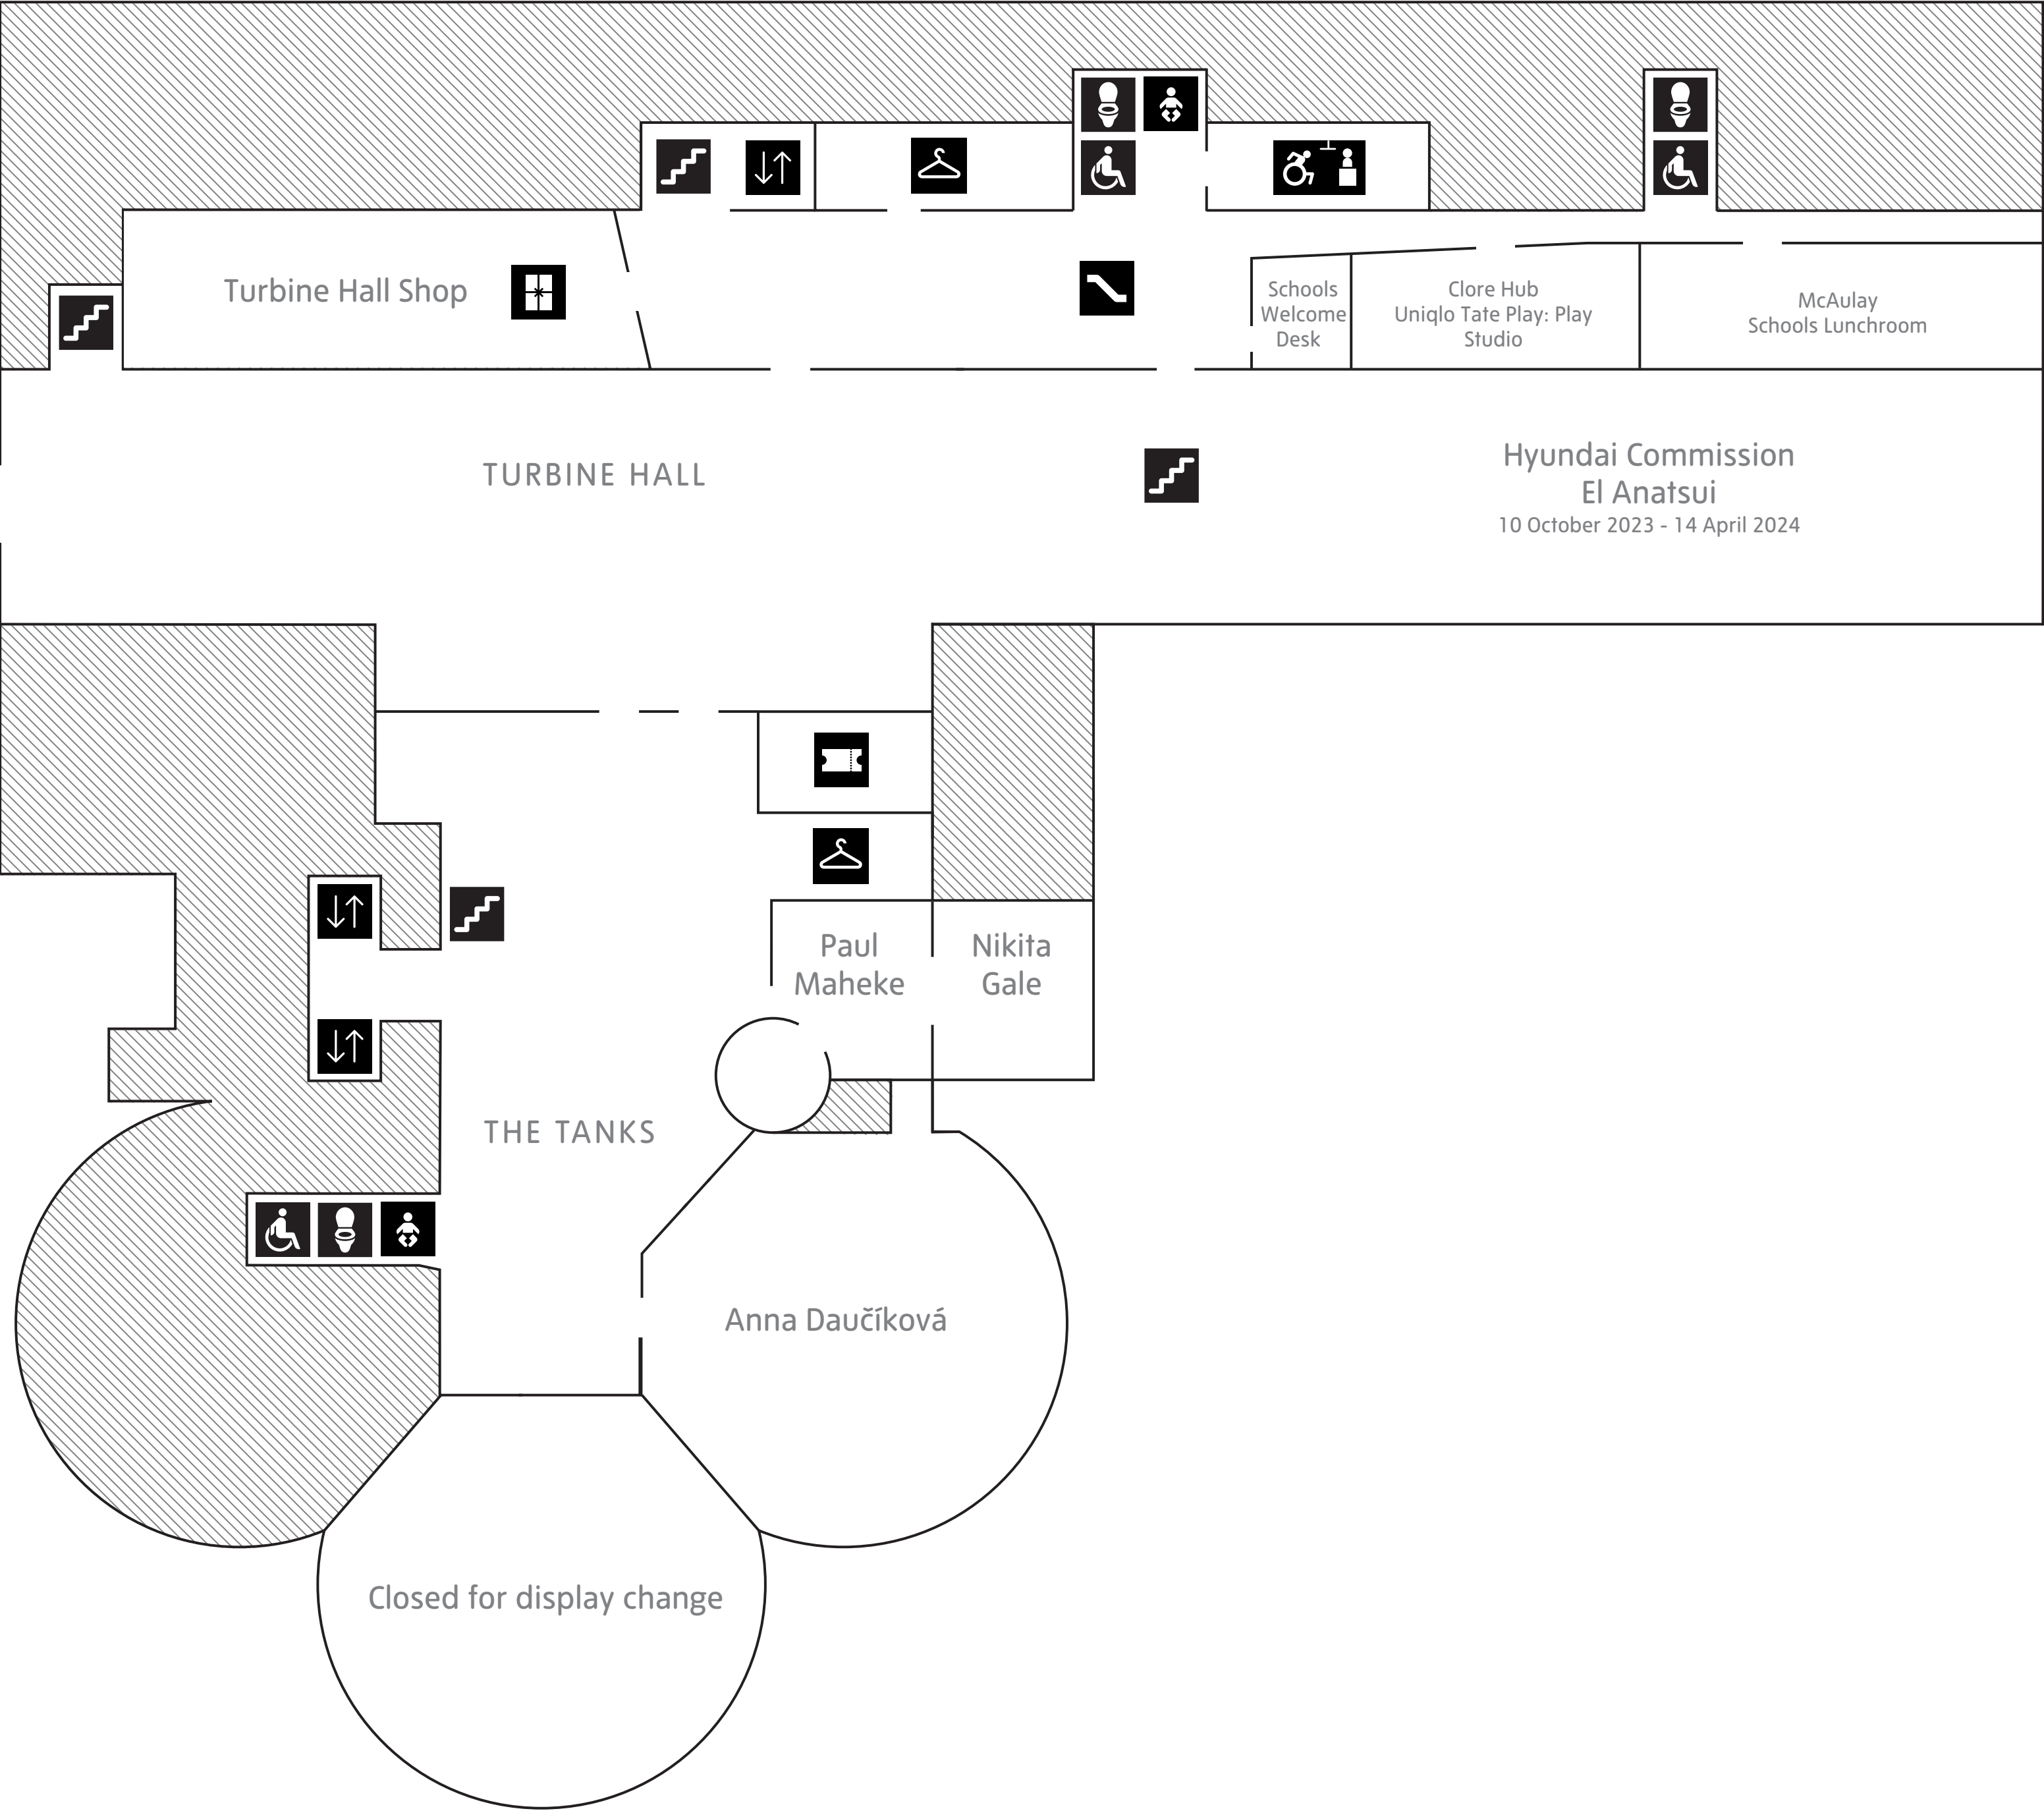 Turbine Hall Shop
Schools
Welcome
Desk
Clore Hub
Uniqlo Tate Play: Play
Studio
McAulay
Schools Lunchroom
TURBINE HALL
Hyundai Commission
El Anatsui
10 October 2023 - 14 April 2024
Paul
Maheke
Nikita
Gale
THE TANKS
Anna Daučíková
Closed for display change